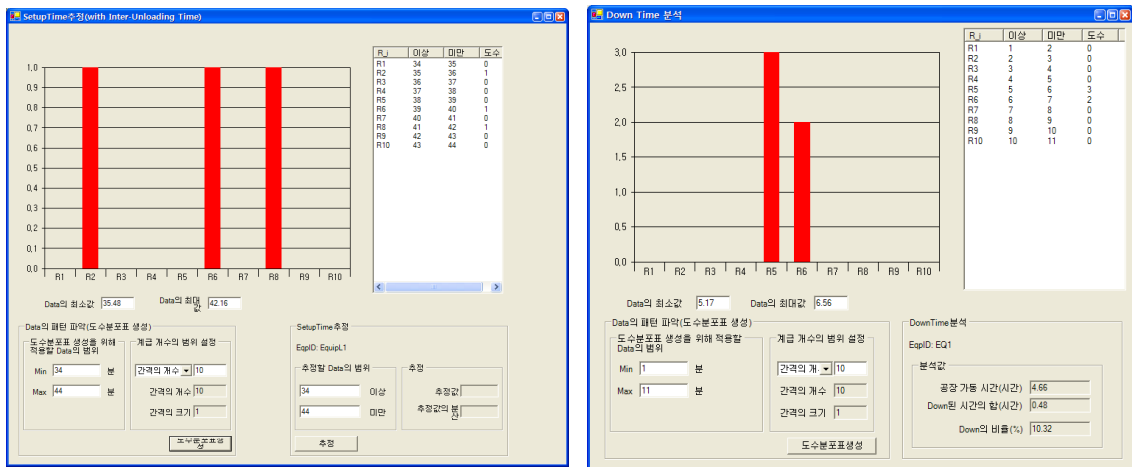 SetupTime추정(with Inter-Unloading Time)
1,0
0,9
0,8
0,7
0,6
0,5
0,4
0,3
0,2
0,1
0,0
R1 R2 R3 R4 R5 R6 R7 R8 R9 R10
R_i 이상 미만 도수
R1 34 35 0
R2 35 36 1
R3 36 37 0
R4 37 38 0
R5 38 39 0
R6 39 40 1
R7 40 41 0
R8 41 42 1
R9 42 43 0
R10 43 44 0
Data의 최소값 35.48 Data의 최대값 42.16
Data의 패턴 파악(도수분포표 생성)
도수분포표 생성을 위해
적용할 Data의 범위
Min 34 분
Max 44 분
계급 개수의 범위 설정
간격의 개수 10
간격의 개수 10
간격의 크기 1
도수분포표생성
SetupTime추정
EqpID: EquipL1
추정할 Data의 범위
34 이상
44 미만
추정
추정값
추정값의 분산
추정
Down Time 분석
3,0
2,5
2,0
1,5
1,0
0,5
0,0
R1 R2 R3 R4 R5 R6 R7 R8 R9 R10
R_i 이상 미만 도수
R1 1 2 0
R2 2 3 0
R3 3 4 0
R4 4 5 0
R5 5 6 3
R6 6 7 2
R7 7 8 0
R8 8 9 0
R9 9 10 0
R10 10 11 0
Data의 최소값 5.17 Data의 최대값 6.56
Data의 패턴 파악(도수분포표 생성)
도수분포표 생성을 위해 적용할
Data의 범위
Min 1 분
Max 11 분
계급 개수의 범위 설정
간격의 개 10
간격의 개수 10
간격의 크기 1
도수분포표생성
DownTime분석
EqpID: EQ1
분석값
공장 가동 시간(시간) 4.66
Down된 시간의 합(시간) 0.48
Down의 비율(%) 10.32